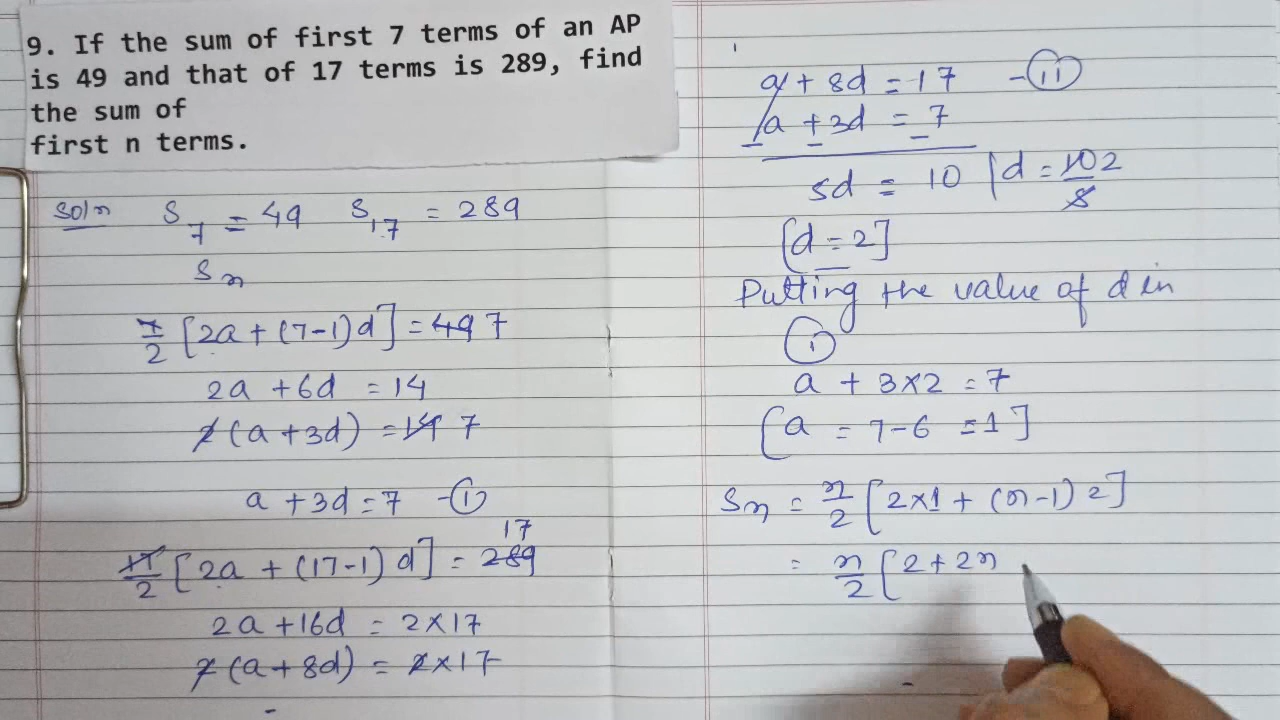 9. If the sum of first 7 terms of an AP
is 49 and that of 17 terms is 289, find
the sum of
first n terms.
Soln S₇ = 49 S₁₇ = 289
Sn
7/2 [2a + (7-1)d] = 49 7
2a + 6d = 14
2(a + 3d) = 14 7
a + 3d = 7 -(i)
17/2 [2a + (17-1)d] = 289 17
2a + 16d = 2×17
2(a + 8d) = 2×17
a + 8d = 17 -(ii)
a + 3d = 7
- - -
5d = 10 | d = 10/5 2
[d = 2]
Putting the value of d in
(i)
a + 3×2 = 7
[a = 7-6 = 1]
Sn = n/2 [2×1 + (n-1)2]
= n/2 [2 + 2n